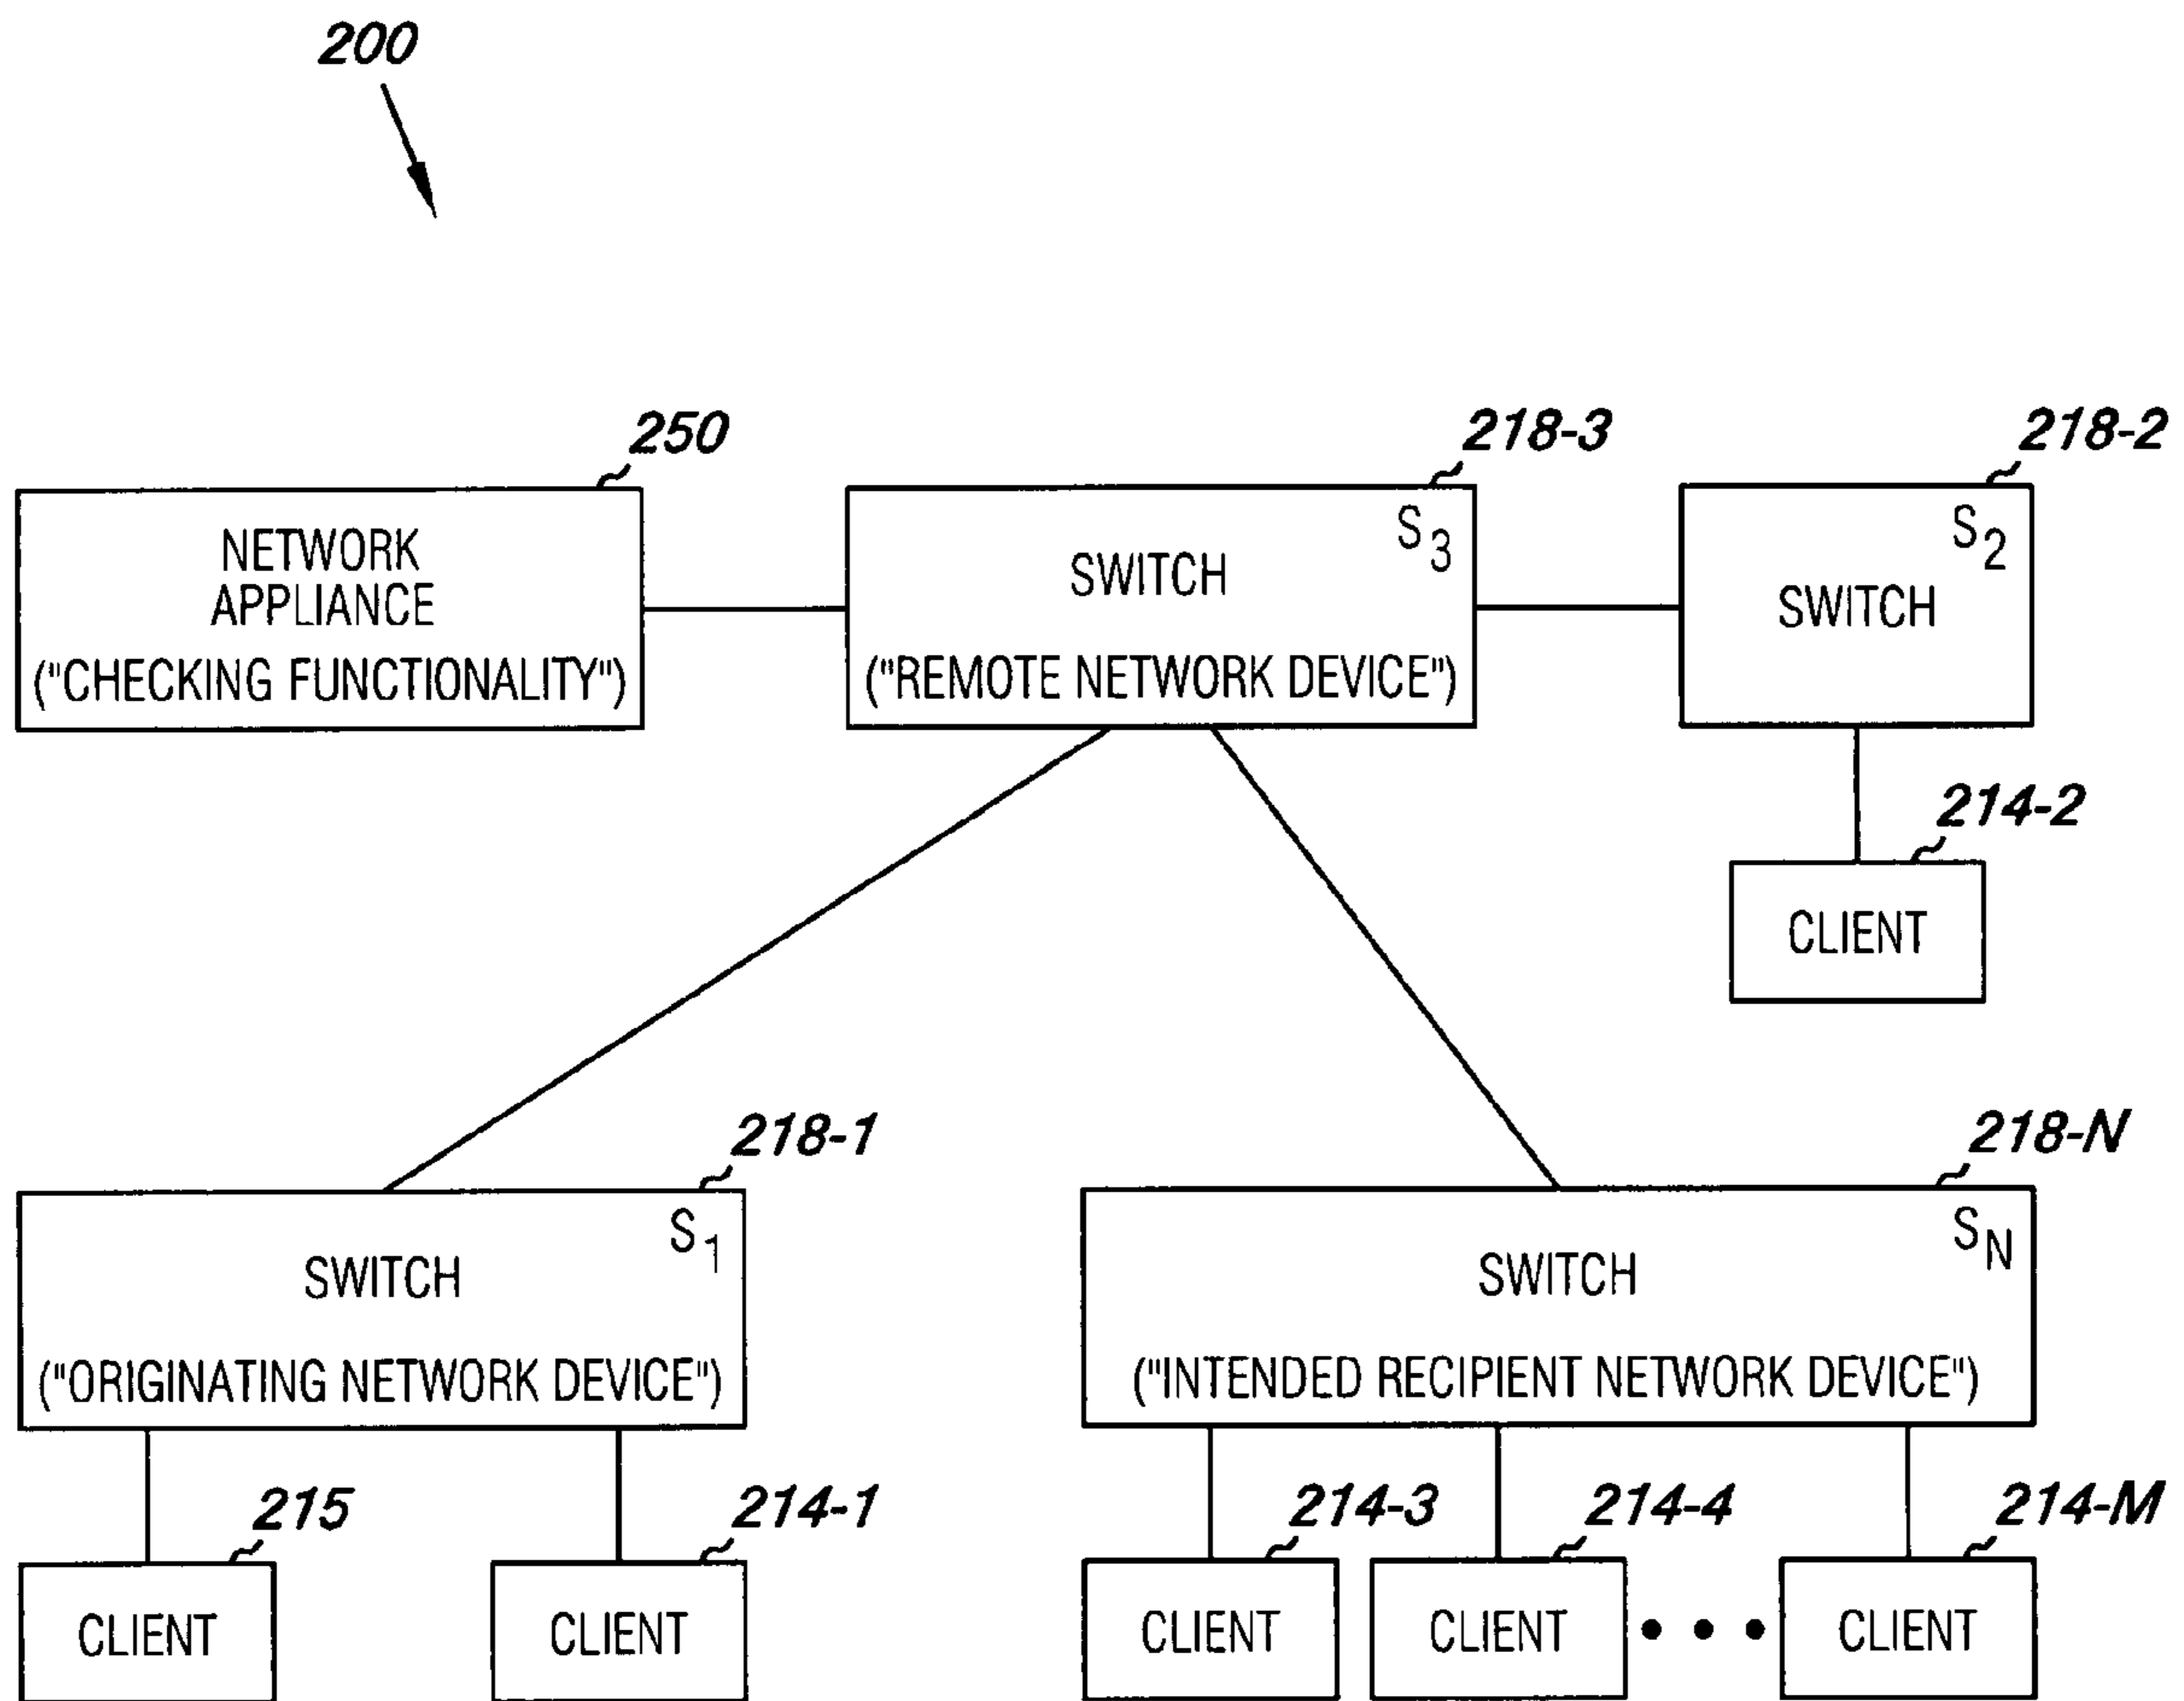 200
250
NETWORK
APPLIANCE
("CHECKING FUNCTIONALITY")
218-3
S3
SWITCH
("REMOTE NETWORK DEVICE")
218-2
S2
SWITCH
214-2
CLIENT
218-1
S1
SWITCH
("ORIGINATING NETWORK DEVICE")
218-N
SN
SWITCH
("INTENDED RECIPIENT NETWORK DEVICE")
215
CLIENT
214-1
CLIENT
214-3
CLIENT
214-4
CLIENT
• • •
214-M
CLIENT